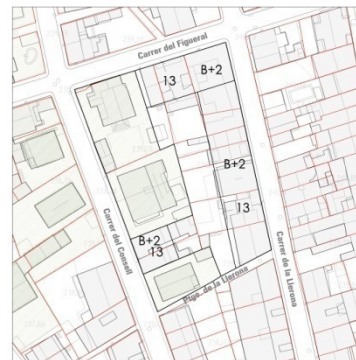 Carrer del Figueral
B+2
13
B+2
13
B+2
13
Carrer del Consell
Carrer de la Llerona
Ptge. de la Llerona